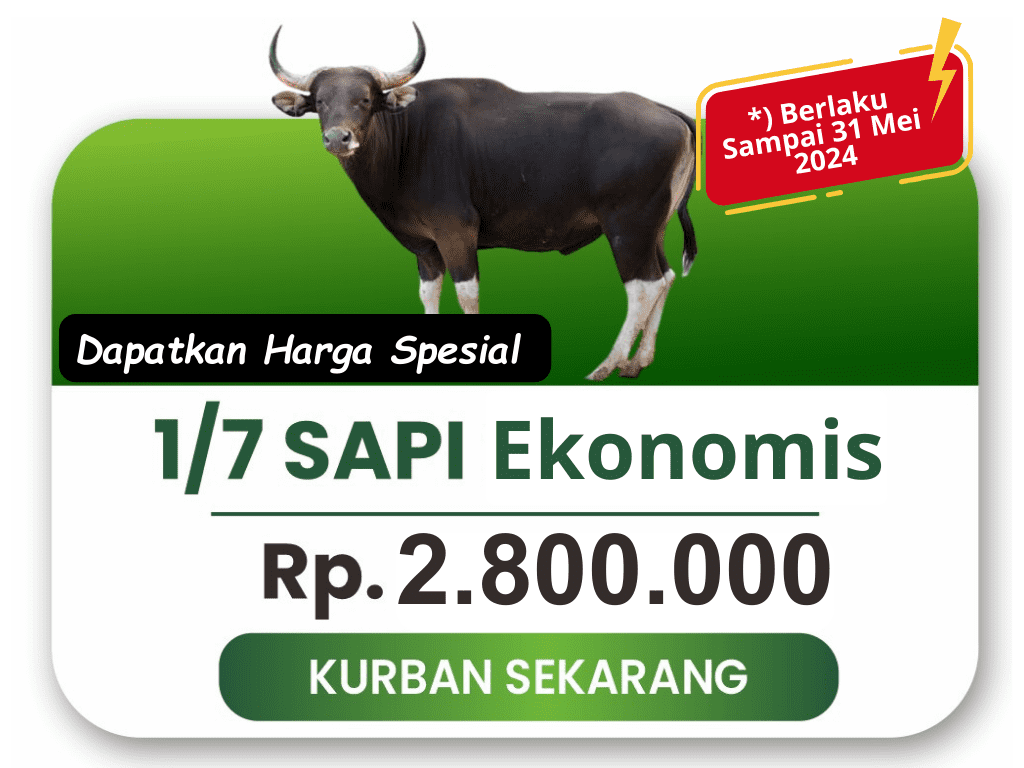 *) Berlaku
Sampai 31 Mei
2024
Dapatkan Harga Spesial
1/7 SAPI Ekonomis
Rp. 2.800.000
KURBAN SEKARANG